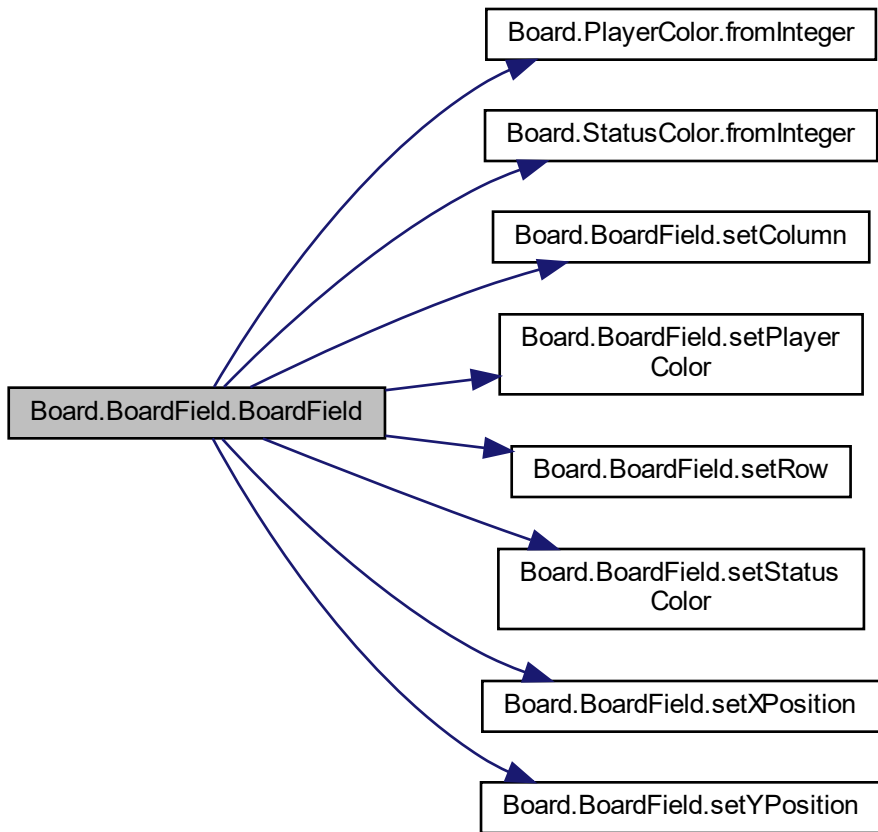 Board.PlayerColor.fromInteger
Board.StatusColor.fromInteger
Board.BoardField.setColumn
Board.BoardField.setPlayer
Color
Board.BoardField.BoardField
Board.BoardField.setRow
Board.BoardField.setStatus
Color
Board.BoardField.setXPosition
Board.BoardField.setYPosition